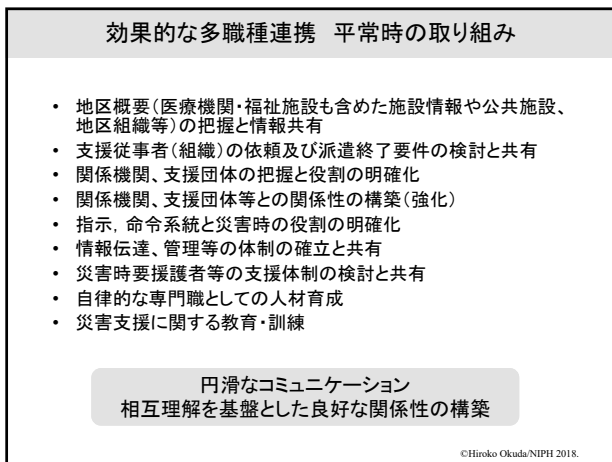 効果的な多職種連携 平常時の取り組み
• 地区概要(医療機関・福祉施設も含めた施設情報や公共施設、
地区組織等)の把握と情報共有
• 支援従事者(組織)の依頼及び派遣終了要件の検討と共有
• 関係機関、支援団体の把握と役割の明確化
• 関係機関、支援団体等との関係性の構築(強化)
• 指示, 命令系統と災害時の役割の明確化
• 情報伝達、管理等の体制の確立と共有
• 災害時要援護者等の支援体制の検討と共有
• 自律的な専門職としての人材育成
• 災害支援に関する教育・訓練
円滑なコミュニケーション
相互理解を基盤とした良好な関係性の構築
©Hiroko Okuda/NIPH 2018.